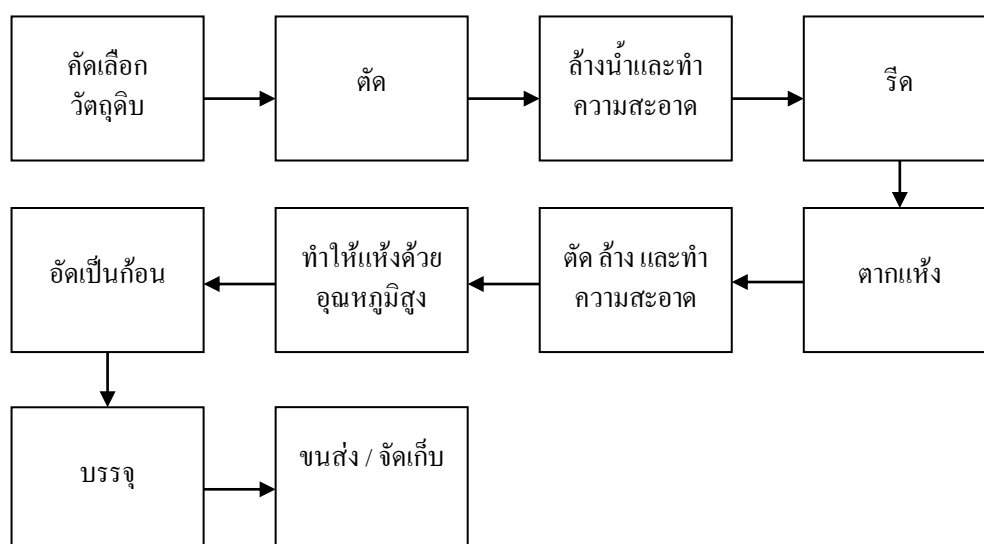 คัดเลือก
วัตถุดิบ
ตัด
ล้างน้ำและทำ
ความสะอาด
รีด
ตากแห้ง
ตัด ล้าง และทำ
ความสะอาด
ทำให้แห้งด้วย
อุณหภูมิสูง
อัดเป็นก้อน
บรรจุ
ขนส่ง / จัดเก็บ